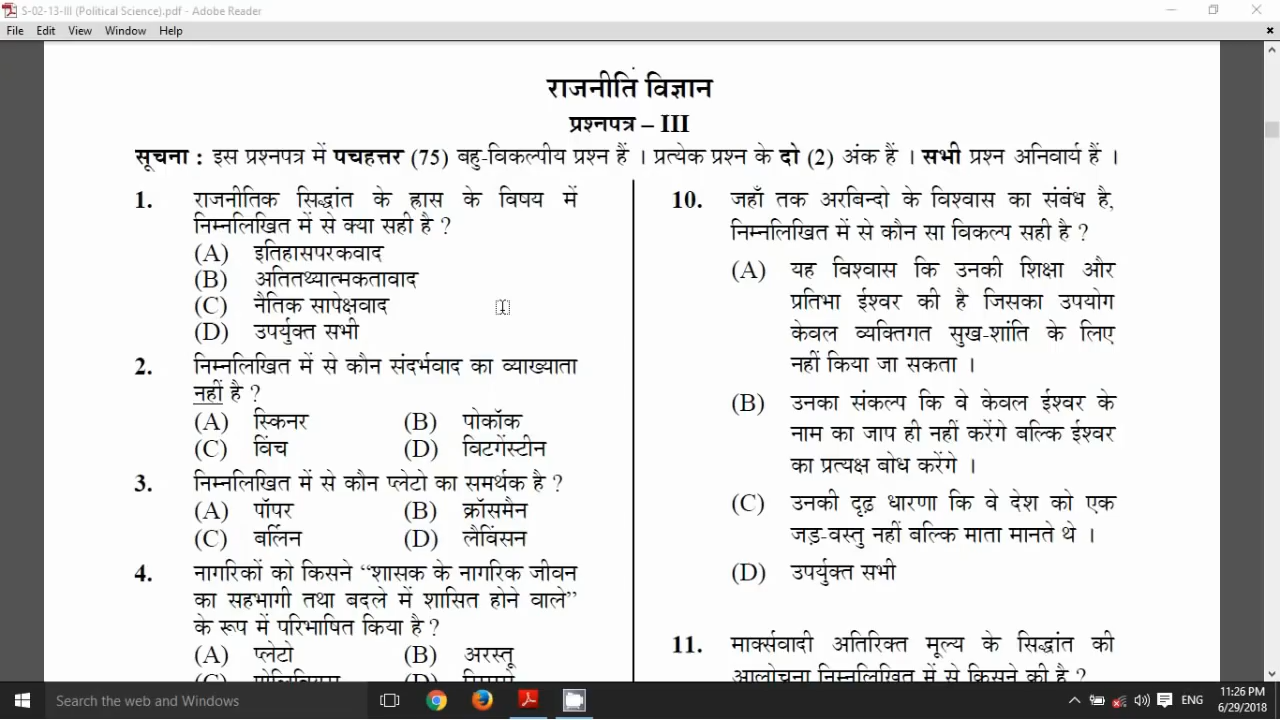 S-02-13-III (Political Science).pdf - Adobe Reader
File Edit View Window Help
राजनीति विज्ञान
प्रश्नपत्र – III
सूचना : इस प्रश्नपत्र में पचहत्तर (75) बहु-विकल्पीय प्रश्न हैं । प्रत्येक प्रश्न के दो (2) अंक हैं । सभी प्रश्न अनिवार्य हैं ।
1. राजनीतिक सिद्धांत के ह्रास के विषय में
निम्नलिखित में से क्या सही है ?
(A) इतिहासपरकवाद
(B) अतितथ्यात्मकतावाद
(C) नैतिक सापेक्षवाद
(D) उपर्युक्त सभी
2. निम्नलिखित में से कौन संदर्भवाद का व्याख्याता
नहीं है ?
(A) स्किनर (B) पोकॉक
(C) विंच (D) विटगेंस्टीन
3. निम्नलिखित में से कौन प्लेटो का समर्थक है ?
(A) पॉपर (B) क्रॉसमैन
(C) बर्लिन (D) लैविंसन
4. नागरिकों को किसने “शासक के नागरिक जीवन
का सहभागी तथा बदले में शासित होने वाले”
के रूप में परिभाषित किया है ?
(A) प्लेटो (B) अरस्तू
10. जहाँ तक अरबिन्दो के विश्वास का संबंध है,
निम्नलिखित में से कौन सा विकल्प सही है ?
(A) यह विश्वास कि उनकी शिक्षा और
प्रतिभा ईश्वर की है जिसका उपयोग
केवल व्यक्तिगत सुख-शांति के लिए
नहीं किया जा सकता ।
(B) उनका संकल्प कि वे केवल ईश्वर के
नाम का जाप ही नहीं करेंगे बल्कि ईश्वर
का प्रत्यक्ष बोध करेंगे ।
(C) उनकी दृढ़ धारणा कि वे देश को एक
जड़-वस्तु नहीं बल्कि माता मानते थे ।
(D) उपर्युक्त सभी
11. मार्क्सवादी अतिरिक्त मूल्य के सिद्धांत की
आलोचना निम्नलिखित में से किसने की है ?
Search the web and Windows
ENG
11:26 PM
6/29/2018